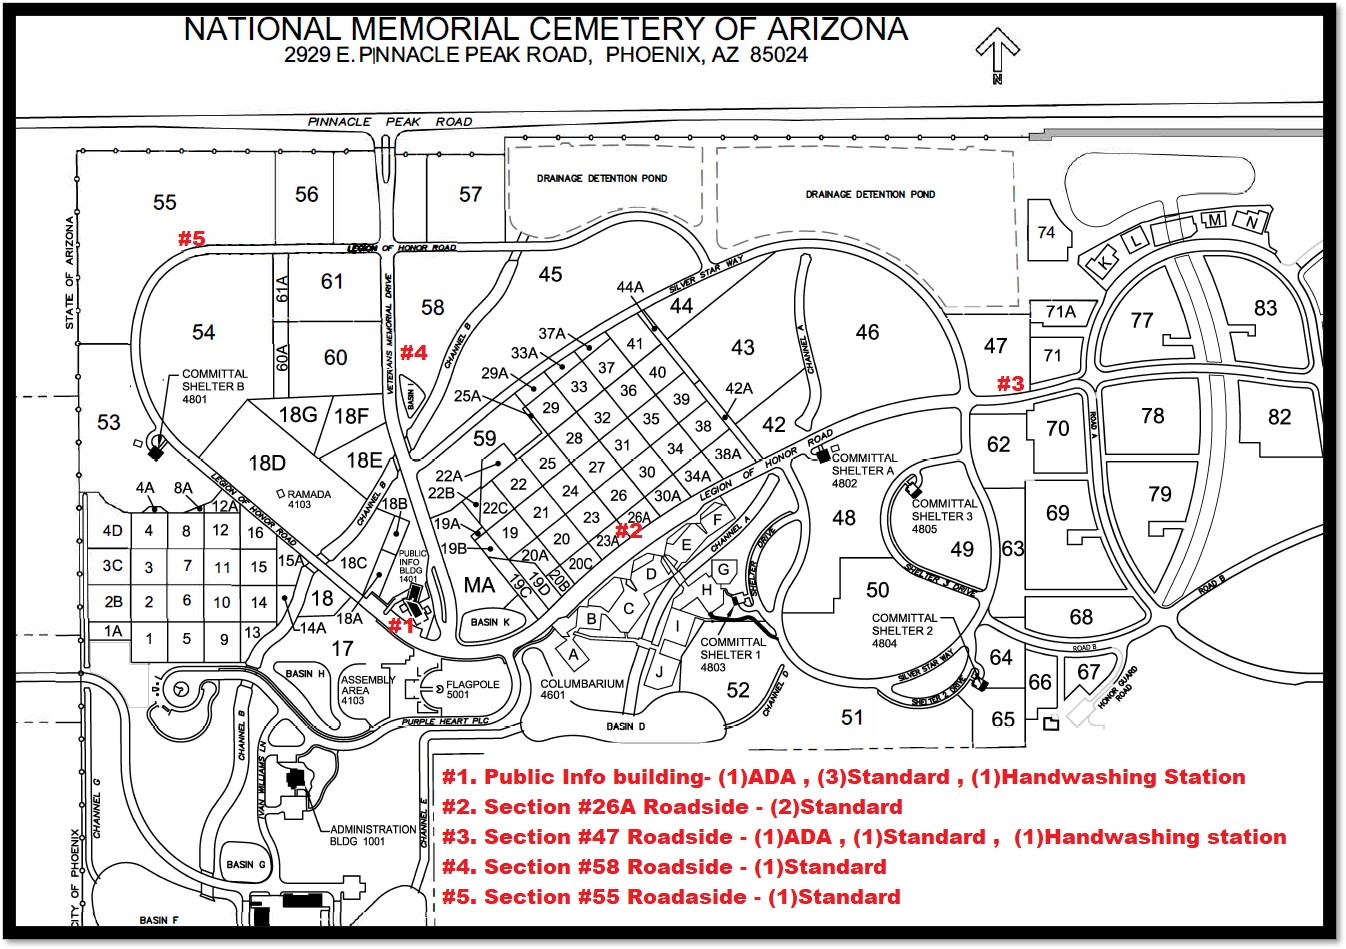 NATIONAL MEMORIAL CEMETERY OF ARIZONA
2929 E. PINNACLE PEAK ROAD, PHOENIX, AZ 85024
N
PINNACLE PEAK ROAD
55
56
57
DRAINAGE DETENTION POND
DRAINAGE DETENTION POND
74
K
L
M
N
#5
LEGION OF HONOR ROAD
STATE OF ARIZONA
61A
61
VETERANS MEMORIAL DRIVE
58
45
SILVER STAR WAY
44A
44
71A
77
83
54
60A
60
#4
CHANNEL B
BASIN I
37A
33A
29A
25A
41
43
CHANNEL A
46
47
71
#3
COMMITTAL
SHELTER B
4801
37
40
33
36
39
42A
29
32
35
38
42
53
18G
18F
59
28
31
34
38A
LEGION OF HONOR ROAD
62
70
ROAD A
78
82
18D
18E
22A
25
27
30
34A
COMMITTAL
SHELTER A
4802
RAMADA
4103
CHANNEL B
22B
22
24
26
30A
4A
8A
12A
LEGION OF HONOR ROAD
18B
22C
21
23
26A
#2
F
CHANNEL A
48
COMMITTAL
SHELTER 3
4805
69
79
4D
4
8
12
16
19A
19
20
23A
E
SHELTER DRIVE
49
63
3C
3
7
11
15
15A
18C
PUBLIC
INFO
BLDG
1401
19B
20A
20C
D
G
SHELTER 3 DRIVE
ROAD B
2B
2
6
10
14
18
18A
MA
19C
19D
20B
C
H
50
1A
1
5
9
13
14A
#1
BASIN K
B
I
COMMITTAL
SHELTER 1
4803
COMMITTAL
SHELTER 2
4804
68
17
A
J
SILVER STAR WAY
64
ROAD B
BASIN H
ASSEMBLY
AREA
4103
FLAGPOLE
5001
COLUMBARIUM
4601
52
CHANNEL D
SHELTER 2 DRIVE
66
67
HONOR GUARD
ROAD
PURPLE HEART PLC
BASIN D
51
65
CHANNEL B
IVAN WILLIAMS LN
CHANNEL G
CHANNEL E
ADMINISTRATION
BLDG 1001
BASIN G
CITY OF PHOENIX
BASIN F
#1. Public Info building- (1)ADA , (3)Standard , (1)Handwashing Station
#2. Section #26A Roadside - (2)Standard
#3. Section #47 Roadside - (1)ADA , (1)Standard , (1)Handwashing station
#4. Section #58 Roadside - (1)Standard
#5. Section #55 Roadaside - (1)Standard